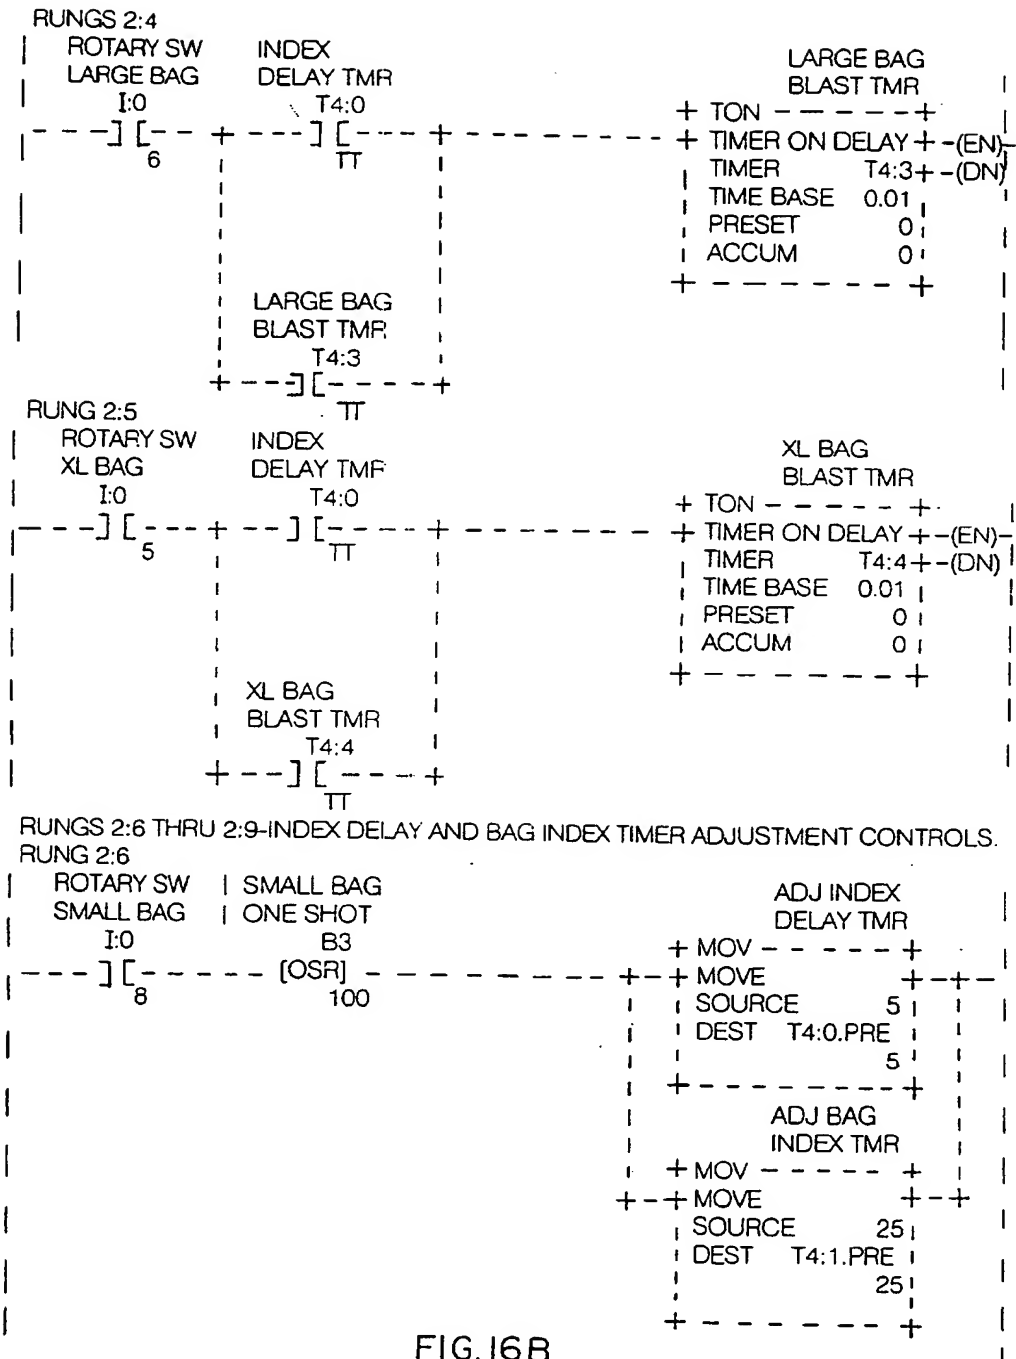 RUNGS 2:4
ROTARY SW INDEX LARGE BAG
LARGE BAG DELAY TMR BLAST TMR
I:0 T4:0 + TON - - - - - +
- - - ] [ - - + - - - ] [ - - - + - - - - - - - + TIMER ON DELAY + -(EN)-
6 TT TIMER T4:3 + -(DN)
TIME BASE 0.01
PRESET 0
ACCUM 0
+ - - - - - - +
LARGE BAG
BLAST TMR
T4:3
+ - - - ] [ - - - - +
TT
RUNG 2:5
ROTARY SW INDEX XL BAG
XL BAG DELAY TMR BLAST TMR
I:0 T4:0 + TON - - - - - +
- - - ] [ - - - + - - - ] [ - - - + - - - - - - - + TIMER ON DELAY + -(EN)-
5 TT TIMER T4:4 + -(DN)
TIME BASE 0.01
PRESET 0
ACCUM 0
+ - - - - - - +
XL BAG
BLAST TMR
T4:4
+ - - - ] [ - - - - +
TT
RUNGS 2:6 THRU 2:9-INDEX DELAY AND BAG INDEX TIMER ADJUSTMENT CONTROLS.
RUNG 2:6
ROTARY SW | SMALL BAG ADJ INDEX
SMALL BAG | ONE SHOT DELAY TMR
I:0 B3 + MOV - - - - - +
- - - ] [ - - - - - [OSR] - - - - - - - - + - + MOVE + - + -
8 100 SOURCE 5
DEST T4:0.PRE
5
+ - - - - - - +
ADJ BAG
INDEX TMR
+ MOV - - - - - +
+ - + MOVE + - +
SOURCE 25
DEST T4:1.PRE
25
+ - - - - - - +
FIG.16B